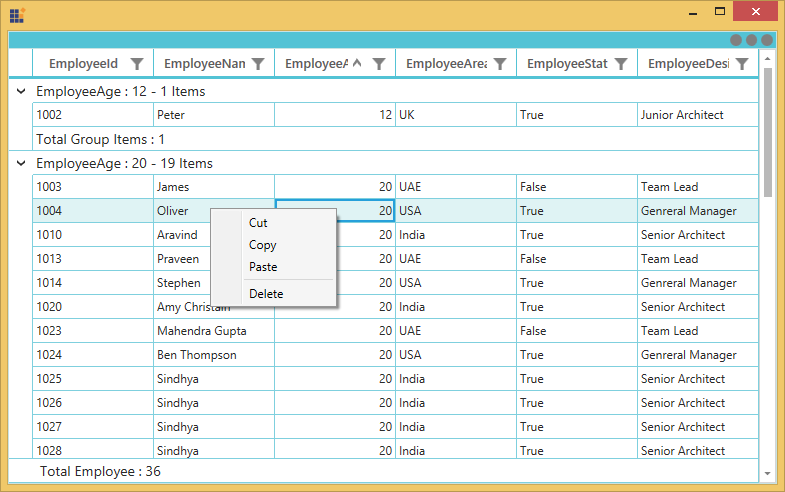 EmployeeId EmployeeNan EmployeeA EmployeeArea EmployeeStat EmployeeDesi
EmployeeAge : 12 - 1 Items
1002 Peter 12 UK True Junior Architect
Total Group Items : 1
EmployeeAge : 20 - 19 Items
1003 James 20 UAE False Team Lead
1004 Oliver 20 USA True Genreral Manager
1010 Aravind 20 India True Senior Architect
1013 Praveen 20 UAE False Team Lead
1014 Stephen 20 USA True Genreral Manager
1020 Amy Christain 20 India True Senior Architect
1023 Mahendra Gupta 20 UAE False Team Lead
1024 Ben Thompson 20 USA True Genreral Manager
1025 Sindhya 20 India True Senior Architect
1026 Sindhya 20 India True Senior Architect
1027 Sindhya 20 India True Senior Architect
1028 Sindhya 20 India True Senior Architect
Total Employee : 36
Cut
Copy
Paste
Delete